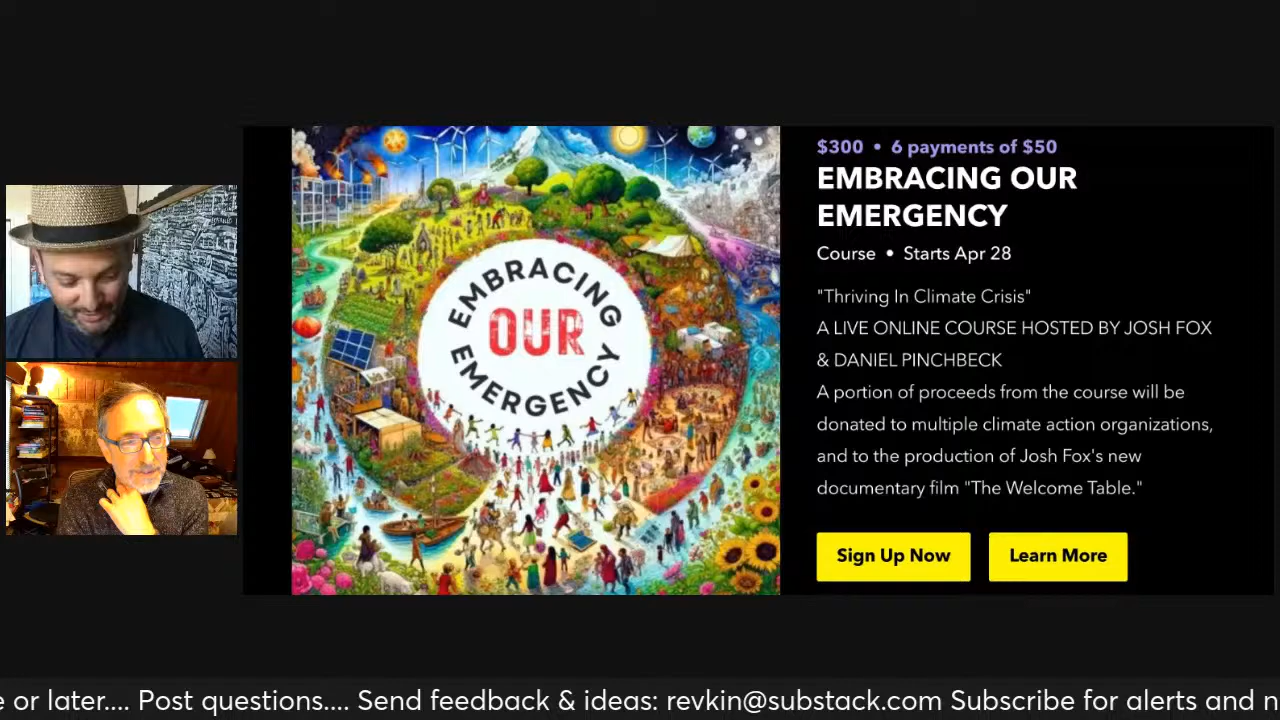 EMBRACING
OUR
EMERGENCY
$300 • 6 payments of $50
EMBRACING OUR
EMERGENCY
Course • Starts Apr 28
"Thriving In Climate Crisis"
A LIVE ONLINE COURSE HOSTED BY JOSH FOX
& DANIEL PINCHBECK
A portion of proceeds from the course will be
donated to multiple climate action organizations,
and to the production of Josh Fox's new
documentary film "The Welcome Table."
Sign Up Now
Learn More
e or later.... Post questions.... Send feedback & ideas: revkin@substack.com Subscribe for alerts and n